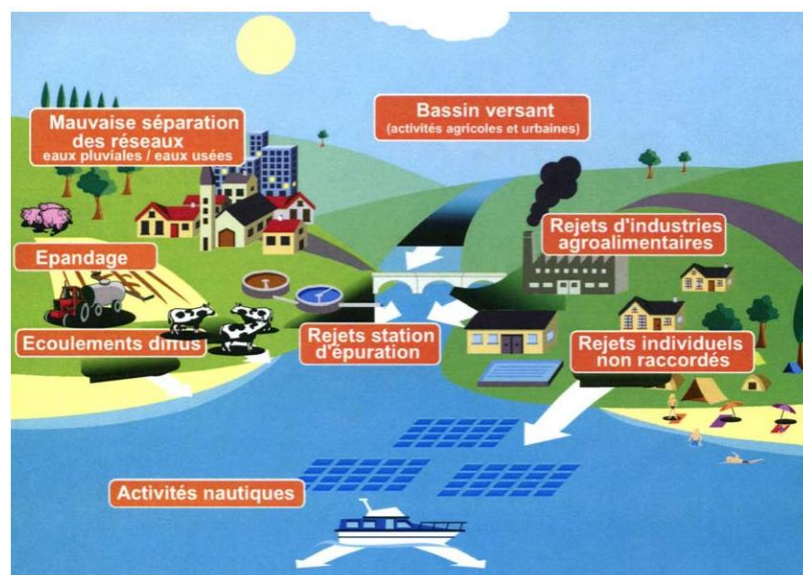 Mauvaise séparation
des réseaux
eaux pluviales / eaux usées
Bassin versant
(activités agricoles et urbaines)
Rejets d'industries
agroalimentaires
Epandage
Ecoulements diffus
Rejets station
d'épuration
Rejets individuels
non raccordés
Activités nautiques